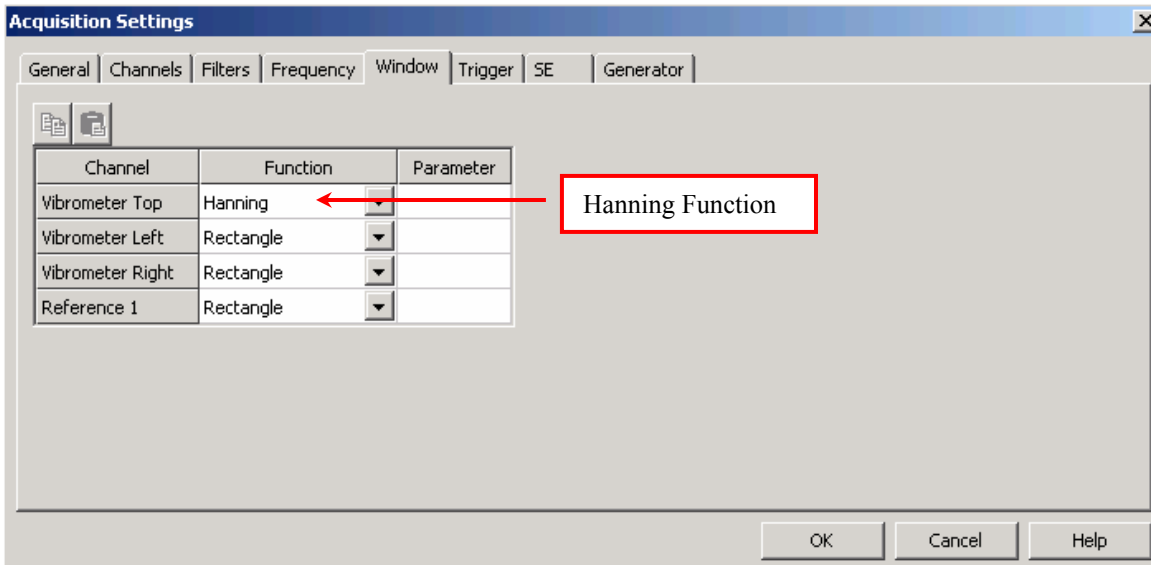 Acquisition Settings
General Channels Filters Frequency Window Trigger SE Generator
Channel Function Parameter
Vibrometer Top Hanning
Vibrometer Left Rectangle
Vibrometer Right Rectangle
Reference 1 Rectangle
Hanning Function
OK Cancel Help